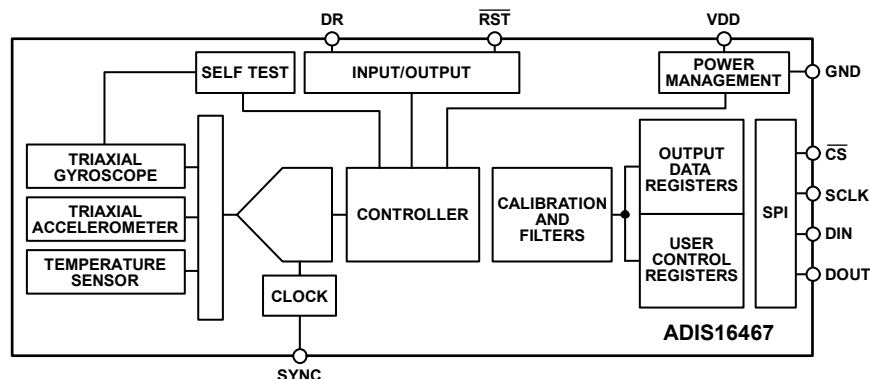 DR
RST
VDD
SELF TEST
INPUT/OUTPUT
POWER
MANAGEMENT
GND
TRIAXIAL
GYROSCOPE
TRIAXIAL
ACCELEROMETER
TEMPERATURE
SENSOR
CONTROLLER
CALIBRATION
AND
FILTERS
OUTPUT
DATA
REGISTERS
USER
CONTROL
REGISTERS
SPI
CS
SCLK
DIN
DOUT
CLOCK
ADIS16467
SYNC